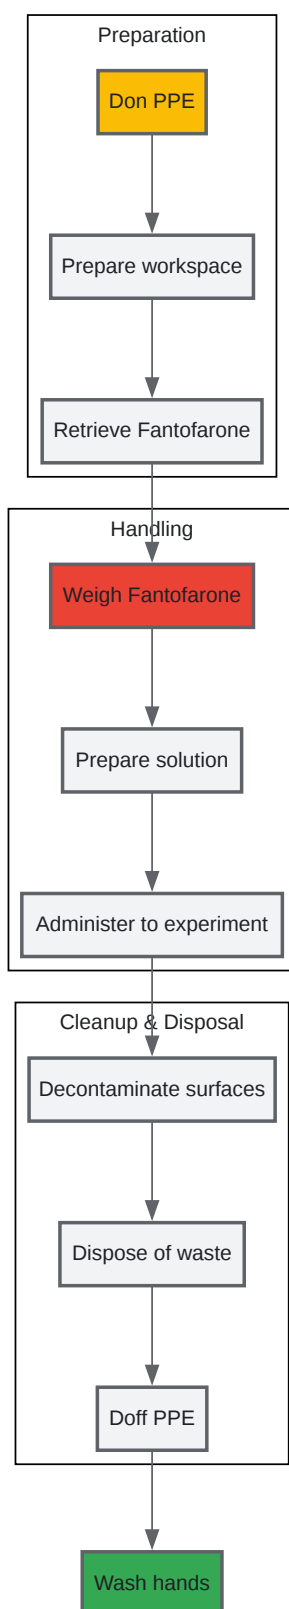 Preparation
Don PPE
Prepare workspace
Retrieve Fantofarone
Handling
Weigh Fantofarone
Prepare solution
Administer to experiment
Cleanup & Disposal
Decontaminate surfaces
Dispose of waste
Doff PPE
Wash hands